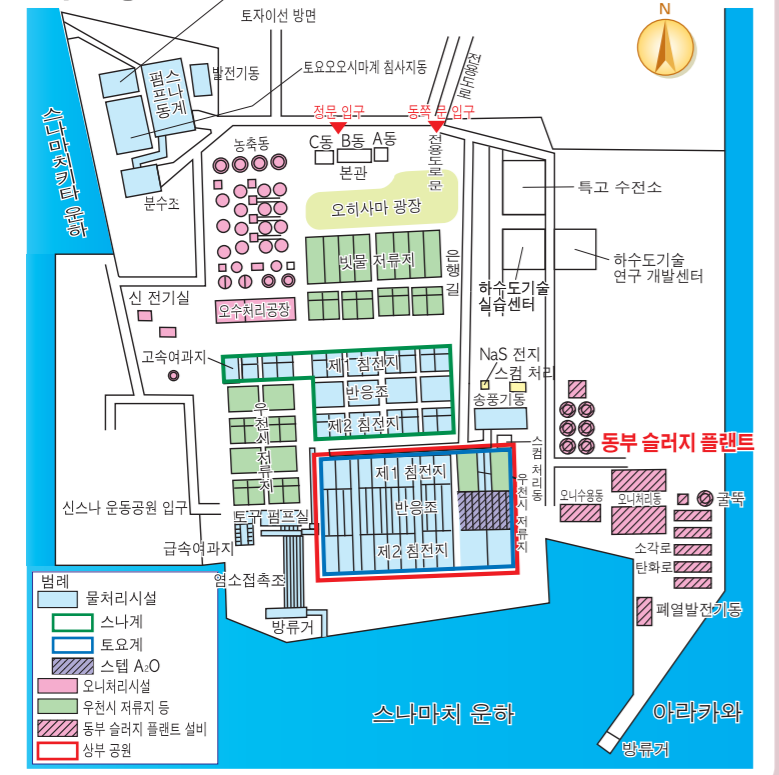 토자이선 방면
N
스나계
펌프동
발전기동
토요오오시마계 침사지동
전용도로
스나마치키타 운하
정문 입구
동쪽 문 입구
C동 B동 A동
본관
농축동
전용도로문
분수조
오히사마 광장
특고 수전소
빗물 저류지
은행 길
하수도기술
연구 개발센터
하수도기술
실습센터
신 전기실
오수처리공장
고속여과지
제1 침전지
반응조
제2 침전지
NaS 전지
스컴 처리
송풍기동
우천시 저류지
동부 슬러지 플랜트
스컴 처리동
제1 침전지
반응조
제2 침전지
우천시 저류지
오니수용동
오니처리동
굴뚝
신스나 운동공원 입구
토구 펌프실
급속여과지
소각로
탄화로
염소접촉조
폐열발전기동
방류거
범례
물처리시설
스나계
토요계
스텝 A₂O
오니처리시설
우천시 저류지 등
동부 슬러지 플랜트 설비
상부 공원
스나마치 운하
아라카와
방류거